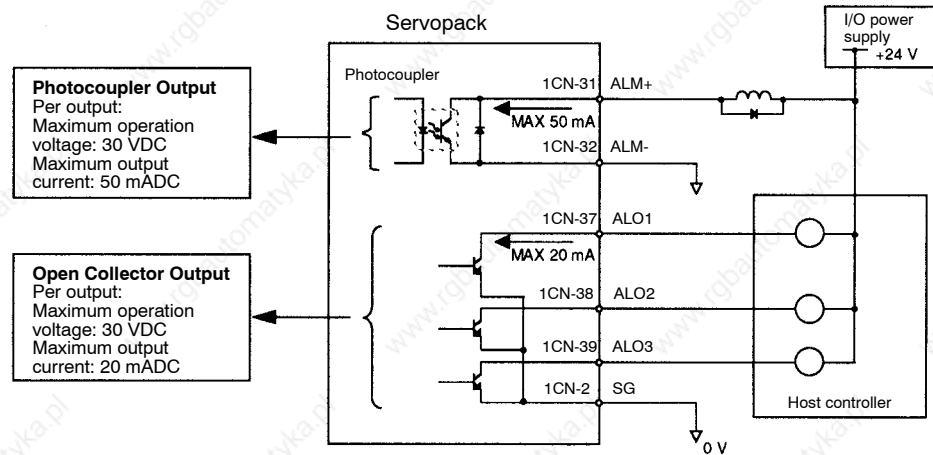 Servopack
I/O power
supply
+24 V
Photocoupler Output
Per output:
Maximum operation
voltage: 30 VDC
Maximum output
current: 50 mADC
Photocoupler
1CN-31 ALM+
MAX 50 mA
1CN-32 ALM-
Open Collector Output
Per output:
Maximum operation
voltage: 30 VDC
Maximum output
current: 20 mADC
1CN-37 ALO1
MAX 20 mA
1CN-38 ALO2
1CN-39 ALO3
1CN-2 SG
0 V
Host controller
www.rgbautomatyka.pl